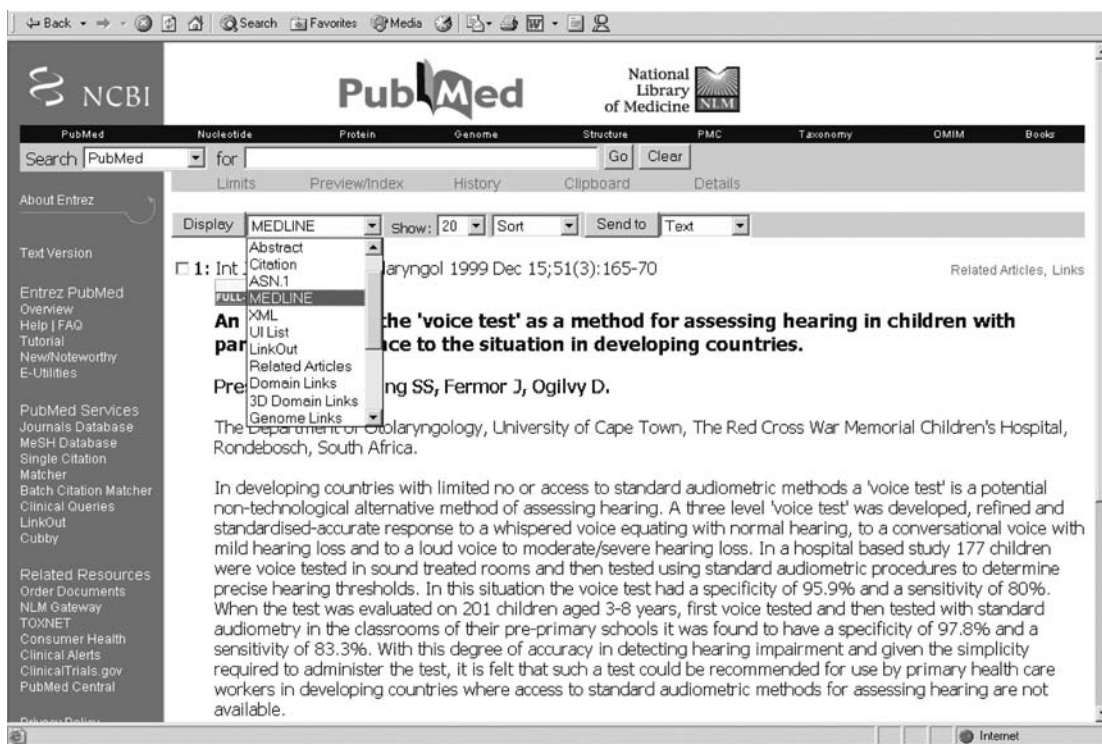 Back Search Favorites Media
NCBI PubMed National
Library
of Medicine NLM
PubMed Nucleotide Protein Genome Structure PMC Taxonomy OMIM Books
Search PubMed for Go Clear
Limits Preview/Index History Clipboard Details
About Entrez
Text Version
Entrez PubMed
Overview
Help | FAQ
Tutorial
New/Noteworthy
E-Utilities
PubMed Services
Journals Database
MeSH Database
Single Citation
Matcher
Batch Citation Matcher
Clinical Queries
LinkOut
Cubby
Related Resources
Order Documents
NLM Gateway
TOXNET
Consumer Health
Clinical Alerts
ClinicalTrials.gov
PubMed Central
Privacy Policy
Display MEDLINE Show: 20 Sort Send to Text
Abstract
Citation
ASN.1
MEDLINE
XML
UI List
LinkOut
Related Articles
Domain Links
3D Domain Links
Genome Links
1: Int aryngol 1999 Dec 15;51(3):165-70 Related Articles, Links
FULL-
An the 'voice test' as a method for assessing hearing in children with
par ce to the situation in developing countries.
Pres ng SS, Fermor J, Ogilvy D.
The Department of Otolaryngology, University of Cape Town, The Red Cross War Memorial Children's Hospital,
Rondebosch, South Africa.
In developing countries with limited no or access to standard audiometric methods a 'voice test' is a potential
non-technological alternative method of assessing hearing. A three level 'voice test' was developed, refined and
standardised-accurate response to a whispered voice equating with normal hearing, to a conversational voice with
mild hearing loss and to a loud voice to moderate/severe hearing loss. In a hospital based study 177 children
were voice tested in sound treated rooms and then tested using standard audiometric procedures to determine
precise hearing thresholds. In this situation the voice test had a specificity of 95.9% and a sensitivity of 80%.
When the test was evaluated on 201 children aged 3-8 years, first voice tested and then tested with standard
audiometry in the classrooms of their pre-primary schools it was found to have a specificity of 97.8% and a
sensitivity of 83.3%. With this degree of accuracy in detecting hearing impairment and given the simplicity
required to administer the test, it is felt that such a test could be recommended for use by primary health care
workers in developing countries where access to standard audiometric methods for assessing hearing are not
available.
Internet